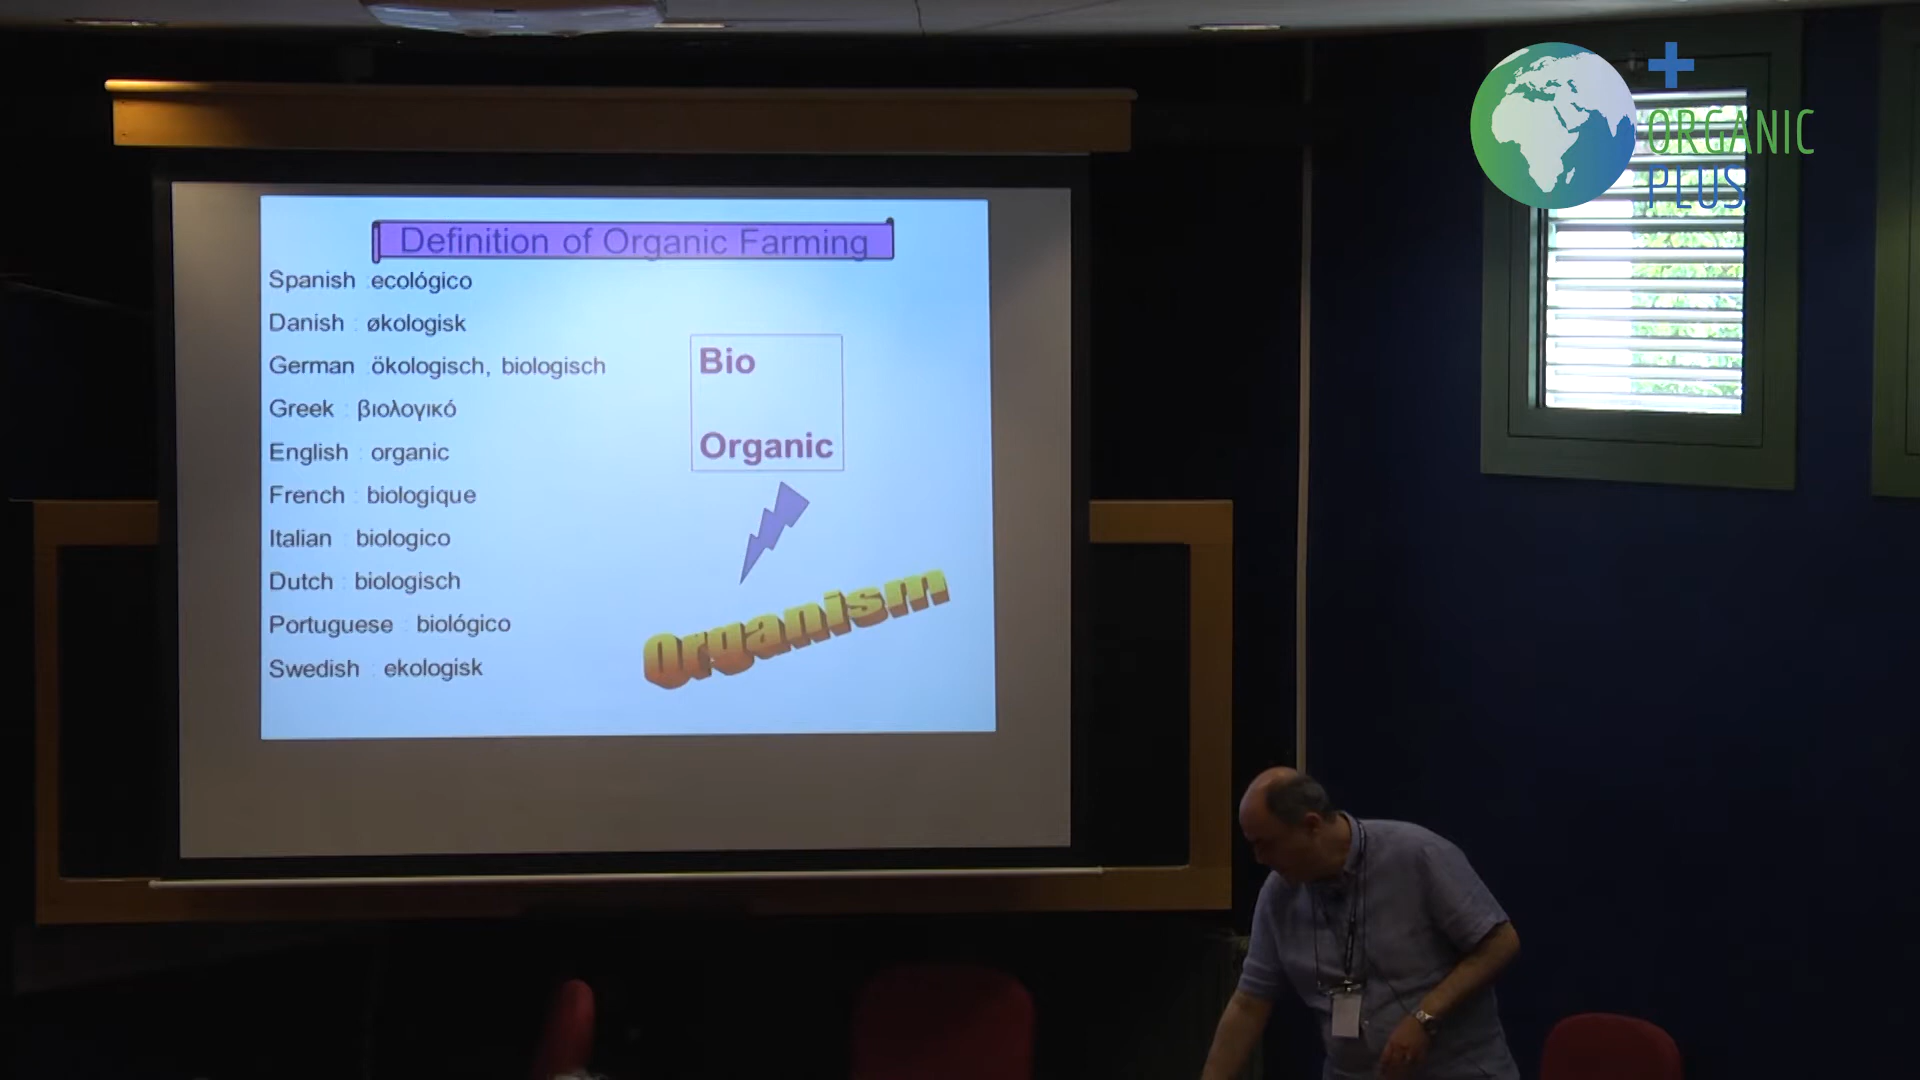 ORGANIC
PLUS
Definition of Organic Farming
Spanish : ecológico
Danish : økologisk
German : ökologisch, biologisch
Greek : βιολογικό
English : organic
French : biologique
Italian : biologico
Dutch : biologisch
Portuguese : biológico
Swedish : ekologisk
Bio
Organic
Organism